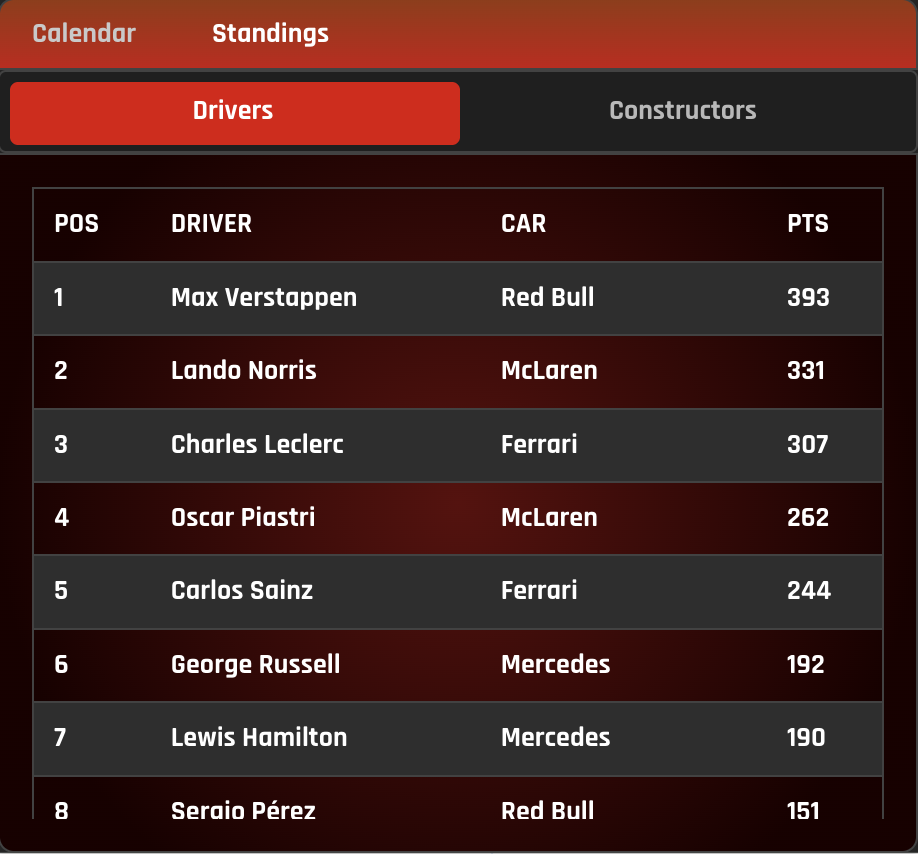 Calendar Standings
Drivers Constructors
POS DRIVER CAR PTS
1 Max Verstappen Red Bull 393
2 Lando Norris McLaren 331
3 Charles Leclerc Ferrari 307
4 Oscar Piastri McLaren 262
5 Carlos Sainz Ferrari 244
6 George Russell Mercedes 192
7 Lewis Hamilton Mercedes 190
8 Sergio Pérez Red Bull 151